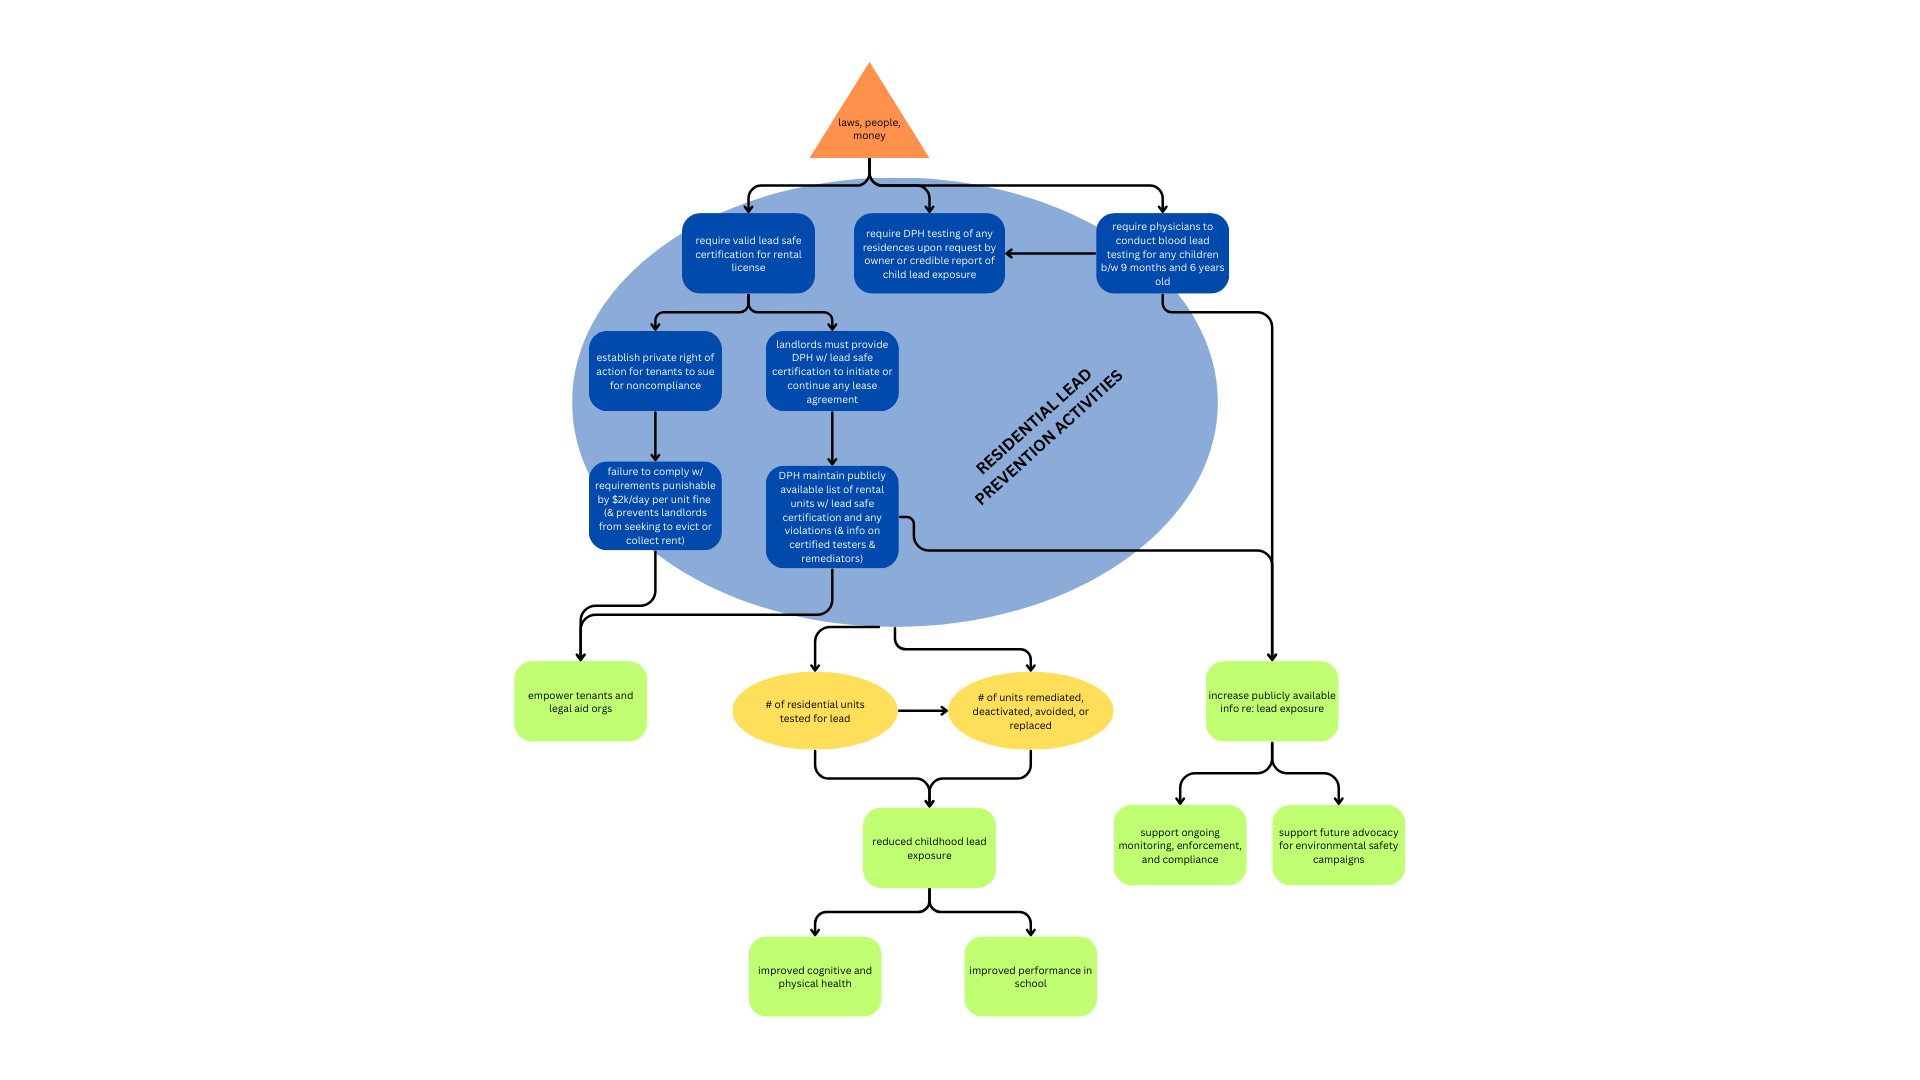 laws, people,
money
require valid lead safe
certification for rental
license
require DPH testing of any
residences upon request by
owner or credible report of
child lead exposure
require physicians to
conduct blood lead
testing for any children
b/w 9 months and 6 years
old
establish private right of
action for tenants to sue
for noncompliance
landlords must provide
DPH w/ lead safe
certification to initiate or
continue any lease
agreement
RESIDENTIAL LEAD
PREVENTION ACTIVITIES
failure to comply w/
requirements punishable
by $2k/day per unit fine
(& prevents landlords
from seeking to evict or
collect rent)
DPH maintain publicly
available list of rental
units w/ lead safe
certification and any
violations (& info on
certified testers &
remediators)
empower tenants and
legal aid orgs
# of residential units
tested for lead
# of units remediated,
deactivated, avoided, or
replaced
increase publicly available
info re: lead exposure
reduced childhood lead
exposure
support ongoing
monitoring, enforcement,
and compliance
support future advocacy
for environmental safety
campaigns
improved cognitive and
physical health
improved performance in
school